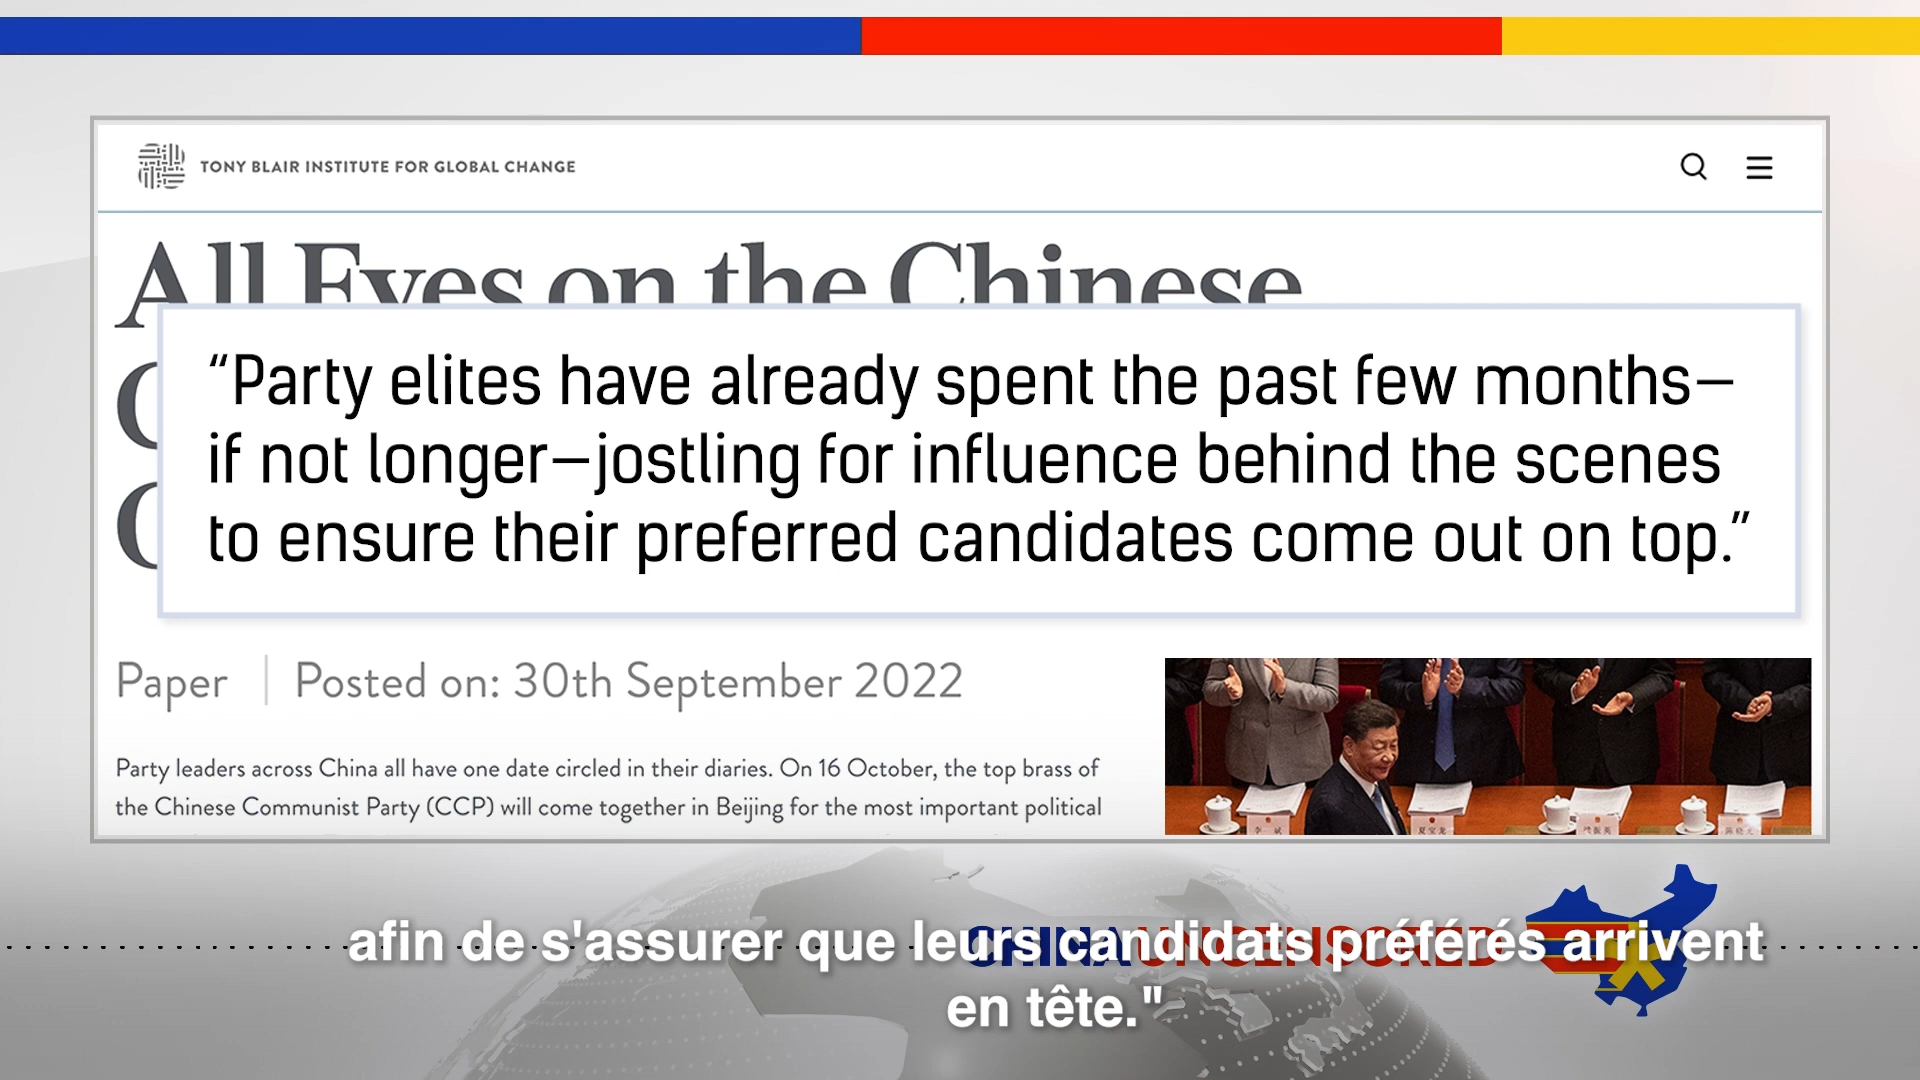 TONY BLAIR INSTITUTE FOR GLOBAL CHANGE
All Eyes on the Chinese
“Party elites have already spent the past few months—
if not longer—jostling for influence behind the scenes
to ensure their preferred candidates come out on top.”
Paper
Posted on: 30th September 2022
Party leaders across China all have one date circled in their diaries. On 16 October, the top brass of
the Chinese Communist Party (CCP) will come together in Beijing for the most important political
CHINA UNCENSORED
afin de s'assurer que leurs candidats préférés arrivent
en tête."